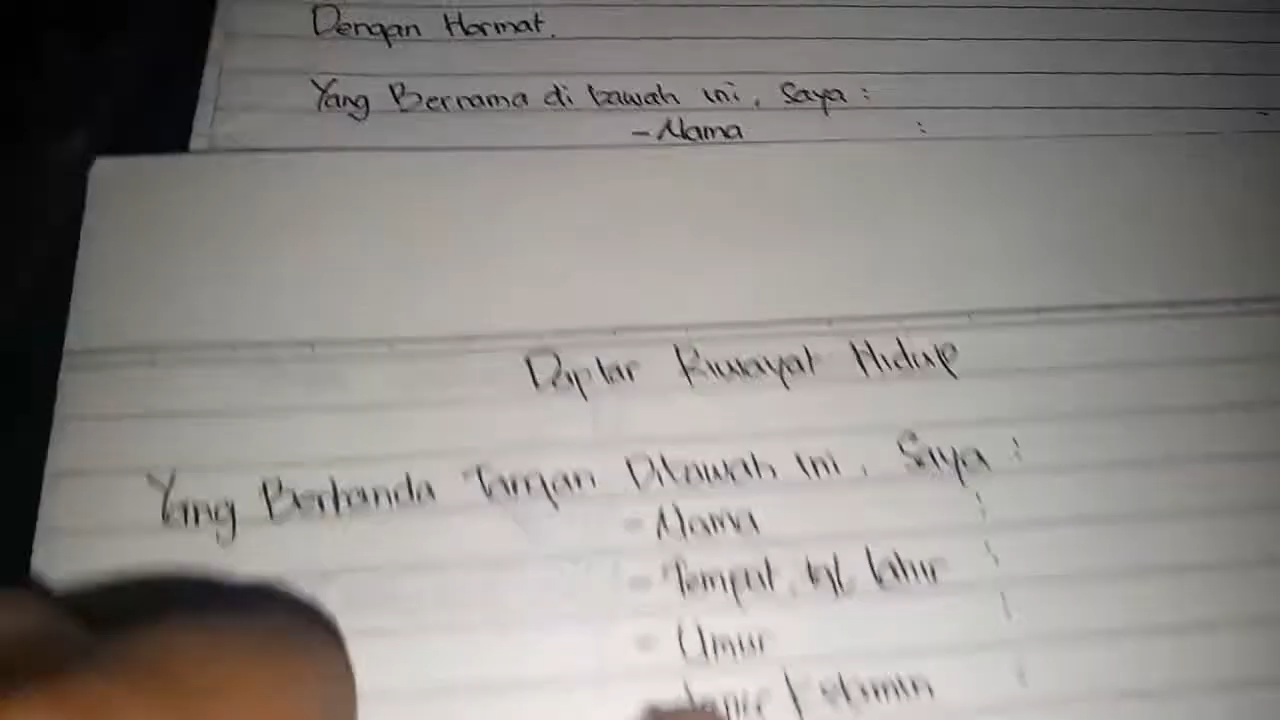 Dengan Hormat.
Yang Bernama di bawah ini, Saya :
- Nama :
Daptar Riwayat Hidup
Yang Bertanda Tangan Dibawah Ini, Saya :
- Nama :
- Tempat, tgl, lahir :
- Umur :